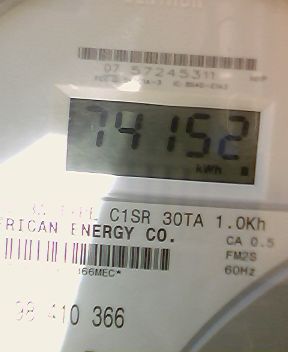 07 57245311
74152
kWh
TYPE C1SR 30TA 1.0Kh
RICAN ENERGY CO.
CA 0.5
FM2S
60Hz
366MEC*
98 410 366